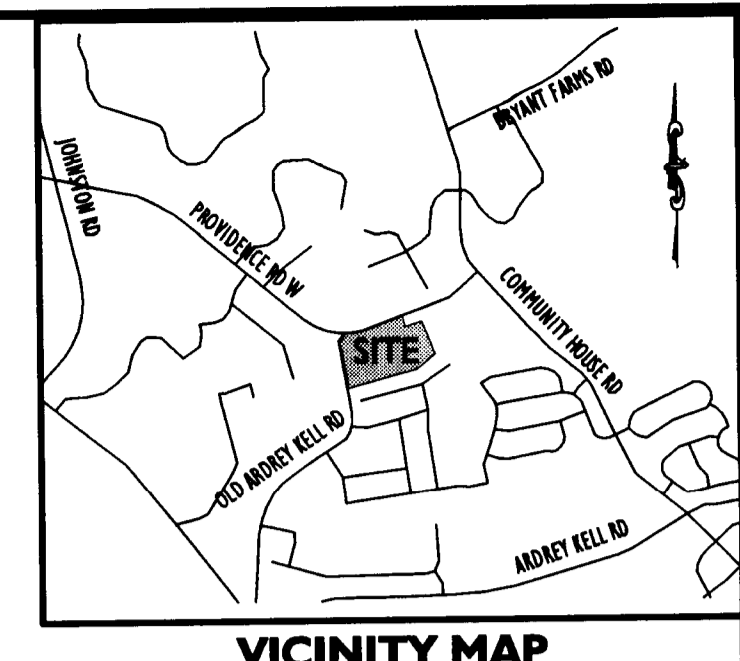 BRYANT FARMS RD
JOHNSTON RD
PROVIDENCE RD W
COMMUNITY HOUSE RD
SITE
OLD ARDREY KELL RD
ARDREY KELL RD
VICINITY MAP